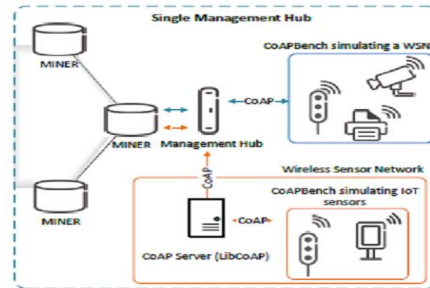 Single Management Hub
CoAPBench simulating a WSN
MINER
CoAP
MINER
Management Hub
CoAP
Wireless Sensor Network
CoAPBench simulating IoT
sensors
MINER
CoAP
CoAP Server (LibCoAP)